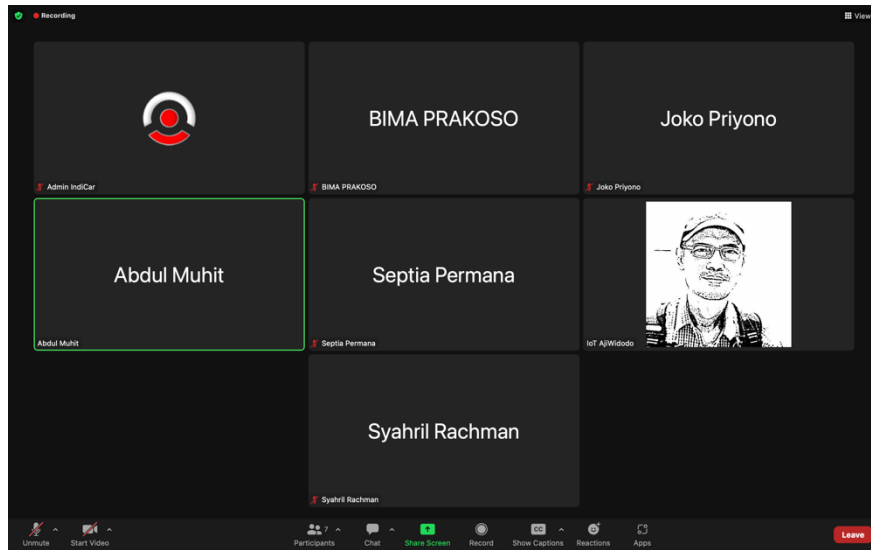 Recording
View
Admin IndiCar
BIMA PRAKOSO
BIMA PRAKOSO
Joko Priyono
Joko Priyono
Abdul Muhit
Abdul Muhit
Septia Permana
Septia Permana
IoT AjiWidodo
Syahril Rachman
Syahril Rachman
Unmute
Start Video
7
Participants
Chat
Share Screen
Record
CC
Show Captions
Reactions
Apps
Leave